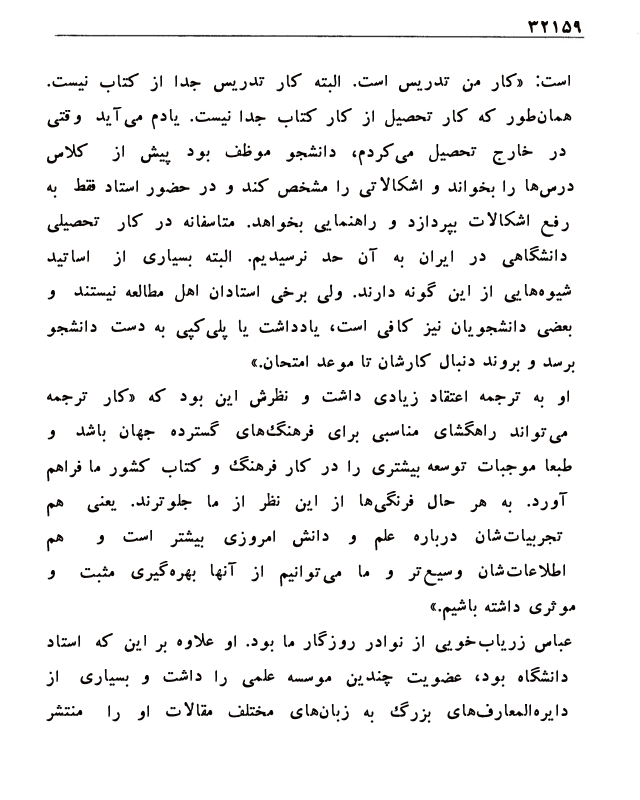 ۳۲۱۵۹
است: «کار من تدریس است. البته کار تدریس جدا از کتاب نیست.
همان‌طور که کار تحصیل از کار کتاب جدا نیست. یادم می‌آید وقتی
در خارج تحصیل می‌کردم، دانشجو موظف بود پیش از کلاس
درس‌ها را بخواند و اشکالاتی را مشخص کند و در حضور استاد فقط به
رفع اشکالات بپردازد و راهنمایی بخواهد. متاسفانه در کار تحصیلی
دانشگاهی در ایران به آن حد نرسیدیم. البته بسیاری از اساتید
شیوه‌هایی از این گونه دارند. ولی برخی استادان اهل مطالعه نیستند و
بعضی دانشجویان نیز کافی است، یادداشت یا پلی‌کپی به دست دانشجو
برسد و بروند دنبال کارشان تا موعد امتحان.»
او به ترجمه اعتقاد زیادی داشت و نظرش این بود که «کار ترجمه
می‌تواند راهگشای مناسبی برای فرهنگ‌های گسترده جهان باشد و
طبعا موجبات توسعه بیشتری را در کار فرهنگ و کتاب کشور ما فراهم
آورد. به هر حال فرنگی‌ها از این نظر از ما جلوترند. یعنی هم
تجربیات‌شان درباره علم و دانش امروزی بیشتر است و هم
اطلاعات‌شان وسیع‌تر و ما می‌توانیم از آنها بهره‌گیری مثبت و
موثری داشته باشیم.»
عباس زریاب‌خویی از نوادر روزگار ما بود. او علاوه بر این که استاد
دانشگاه بود، عضویت چندین موسسه علمی را داشت و بسیاری از
دایره‌المعارف‌های بزرگ به زبان‌های مختلف مقالات او را منتشر